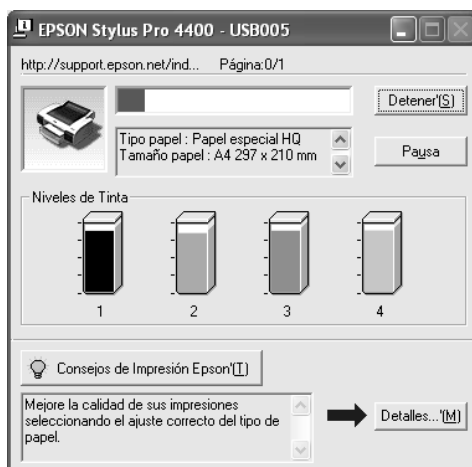 EPSON Stylus Pro 4400 - USB005
http://support.epson.net/ind... Página:0/1
Detener'(S)
Tipo papel : Papel especial HQ
Tamaño papel : A4 297 x 210 mm
Pausa
Niveles de Tinta
1 2 3 4
Consejos de Impresión Epson'(T)
Mejore la calidad de sus impresiones
seleccionando el ajuste correcto del tipo de
papel.
Detalles...'(M)